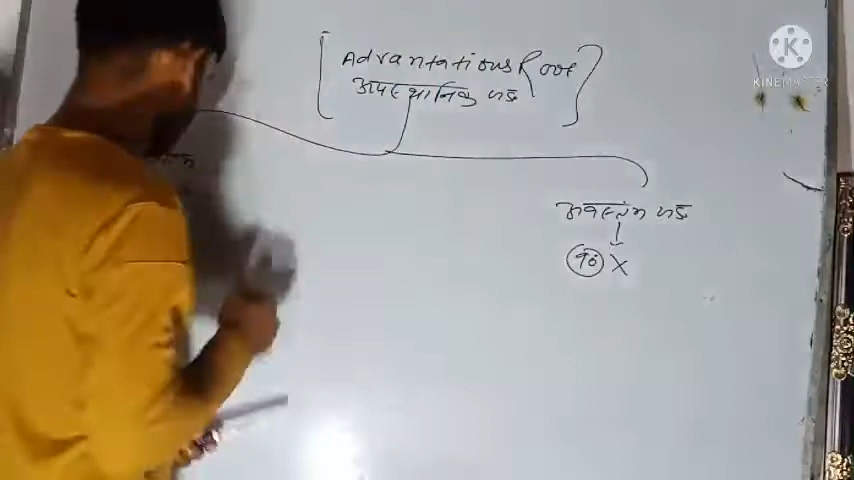 [Advantatious Root]
अपस्थानिक जड़
अवस्तंभ जड़
↓
X
KINEMASTER